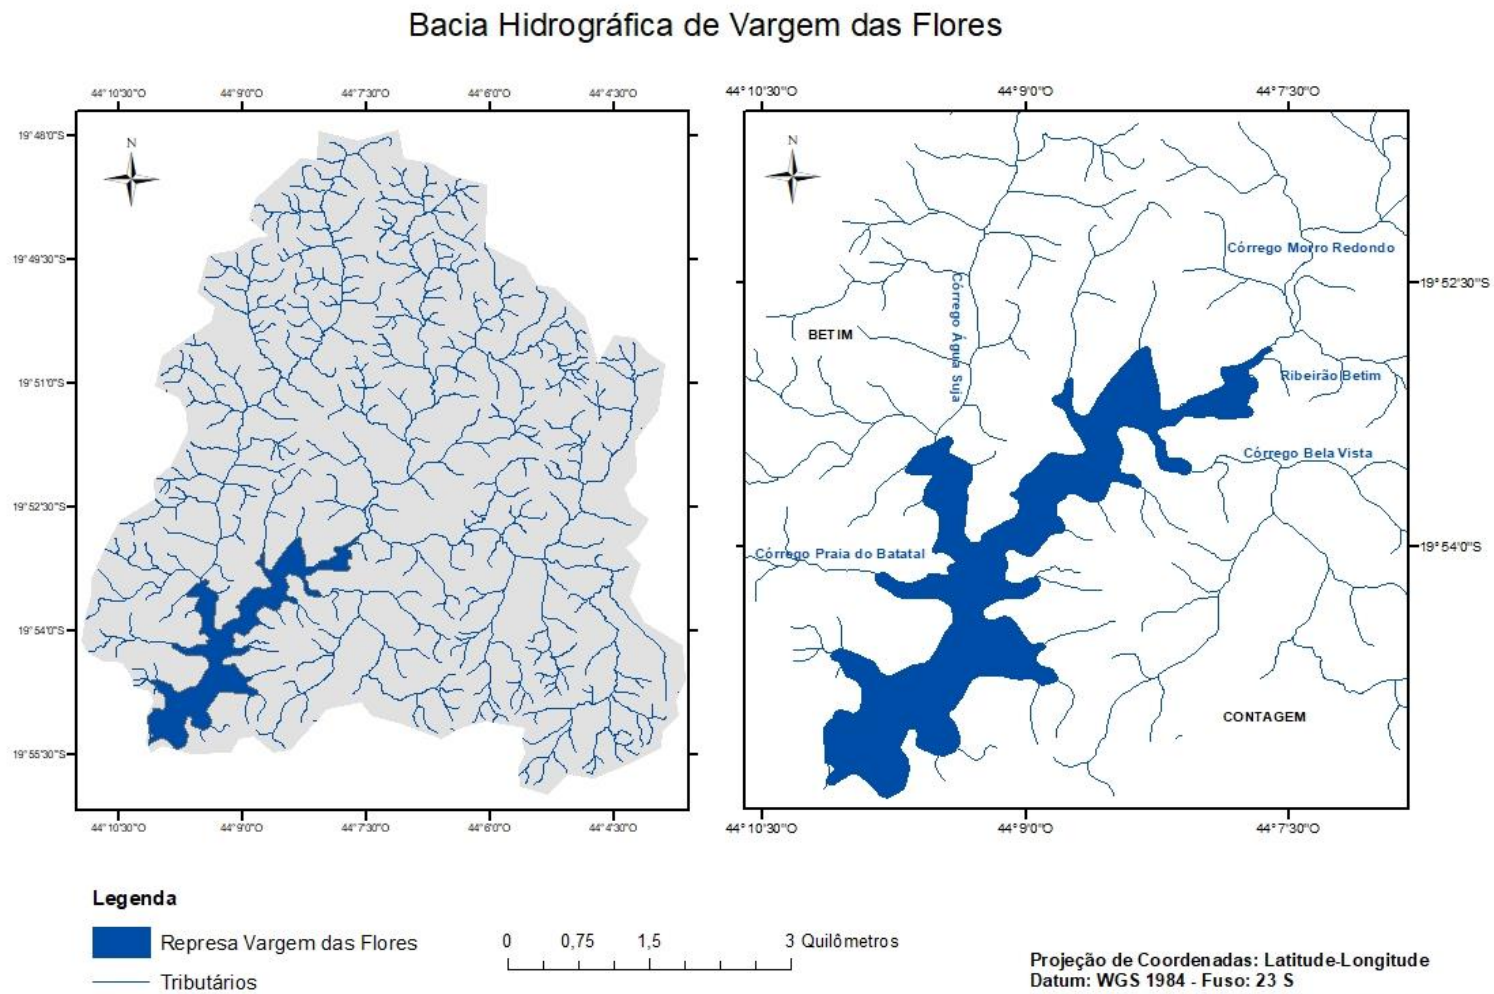 Bacia Hidrográfica de Vargem das Flores
44°10'30"O 44°9'0"O 44°7'30"O 44°6'0"O 44°4'30"O
19°48'0"S
19°49'30"S
19°51'0"S
19°52'30"S
19°54'0"S
19°55'30"S
N
44°10'30"O 44°9'0"O 44°7'30"O 44°6'0"O 44°4'30"O
44°10'30"O 44°9'0"O 44°7'30"O
N
Córrego Morro Redondo
19°52'30"S
Córrego Água Suja
BETIM
Ribeirão Betim
Córrego Bela Vista
19°54'0"S
Córrego Praia do Batatal
CONTAGEM
44°10'30"O 44°9'0"O 44°7'30"O
Legenda
Represa Vargem das Flores
Tributários
0 0,75 1,5 3 Quilômetros
Projeção de Coordenadas: Latitude-Longitude
Datum: WGS 1984 - Fuso: 23 S